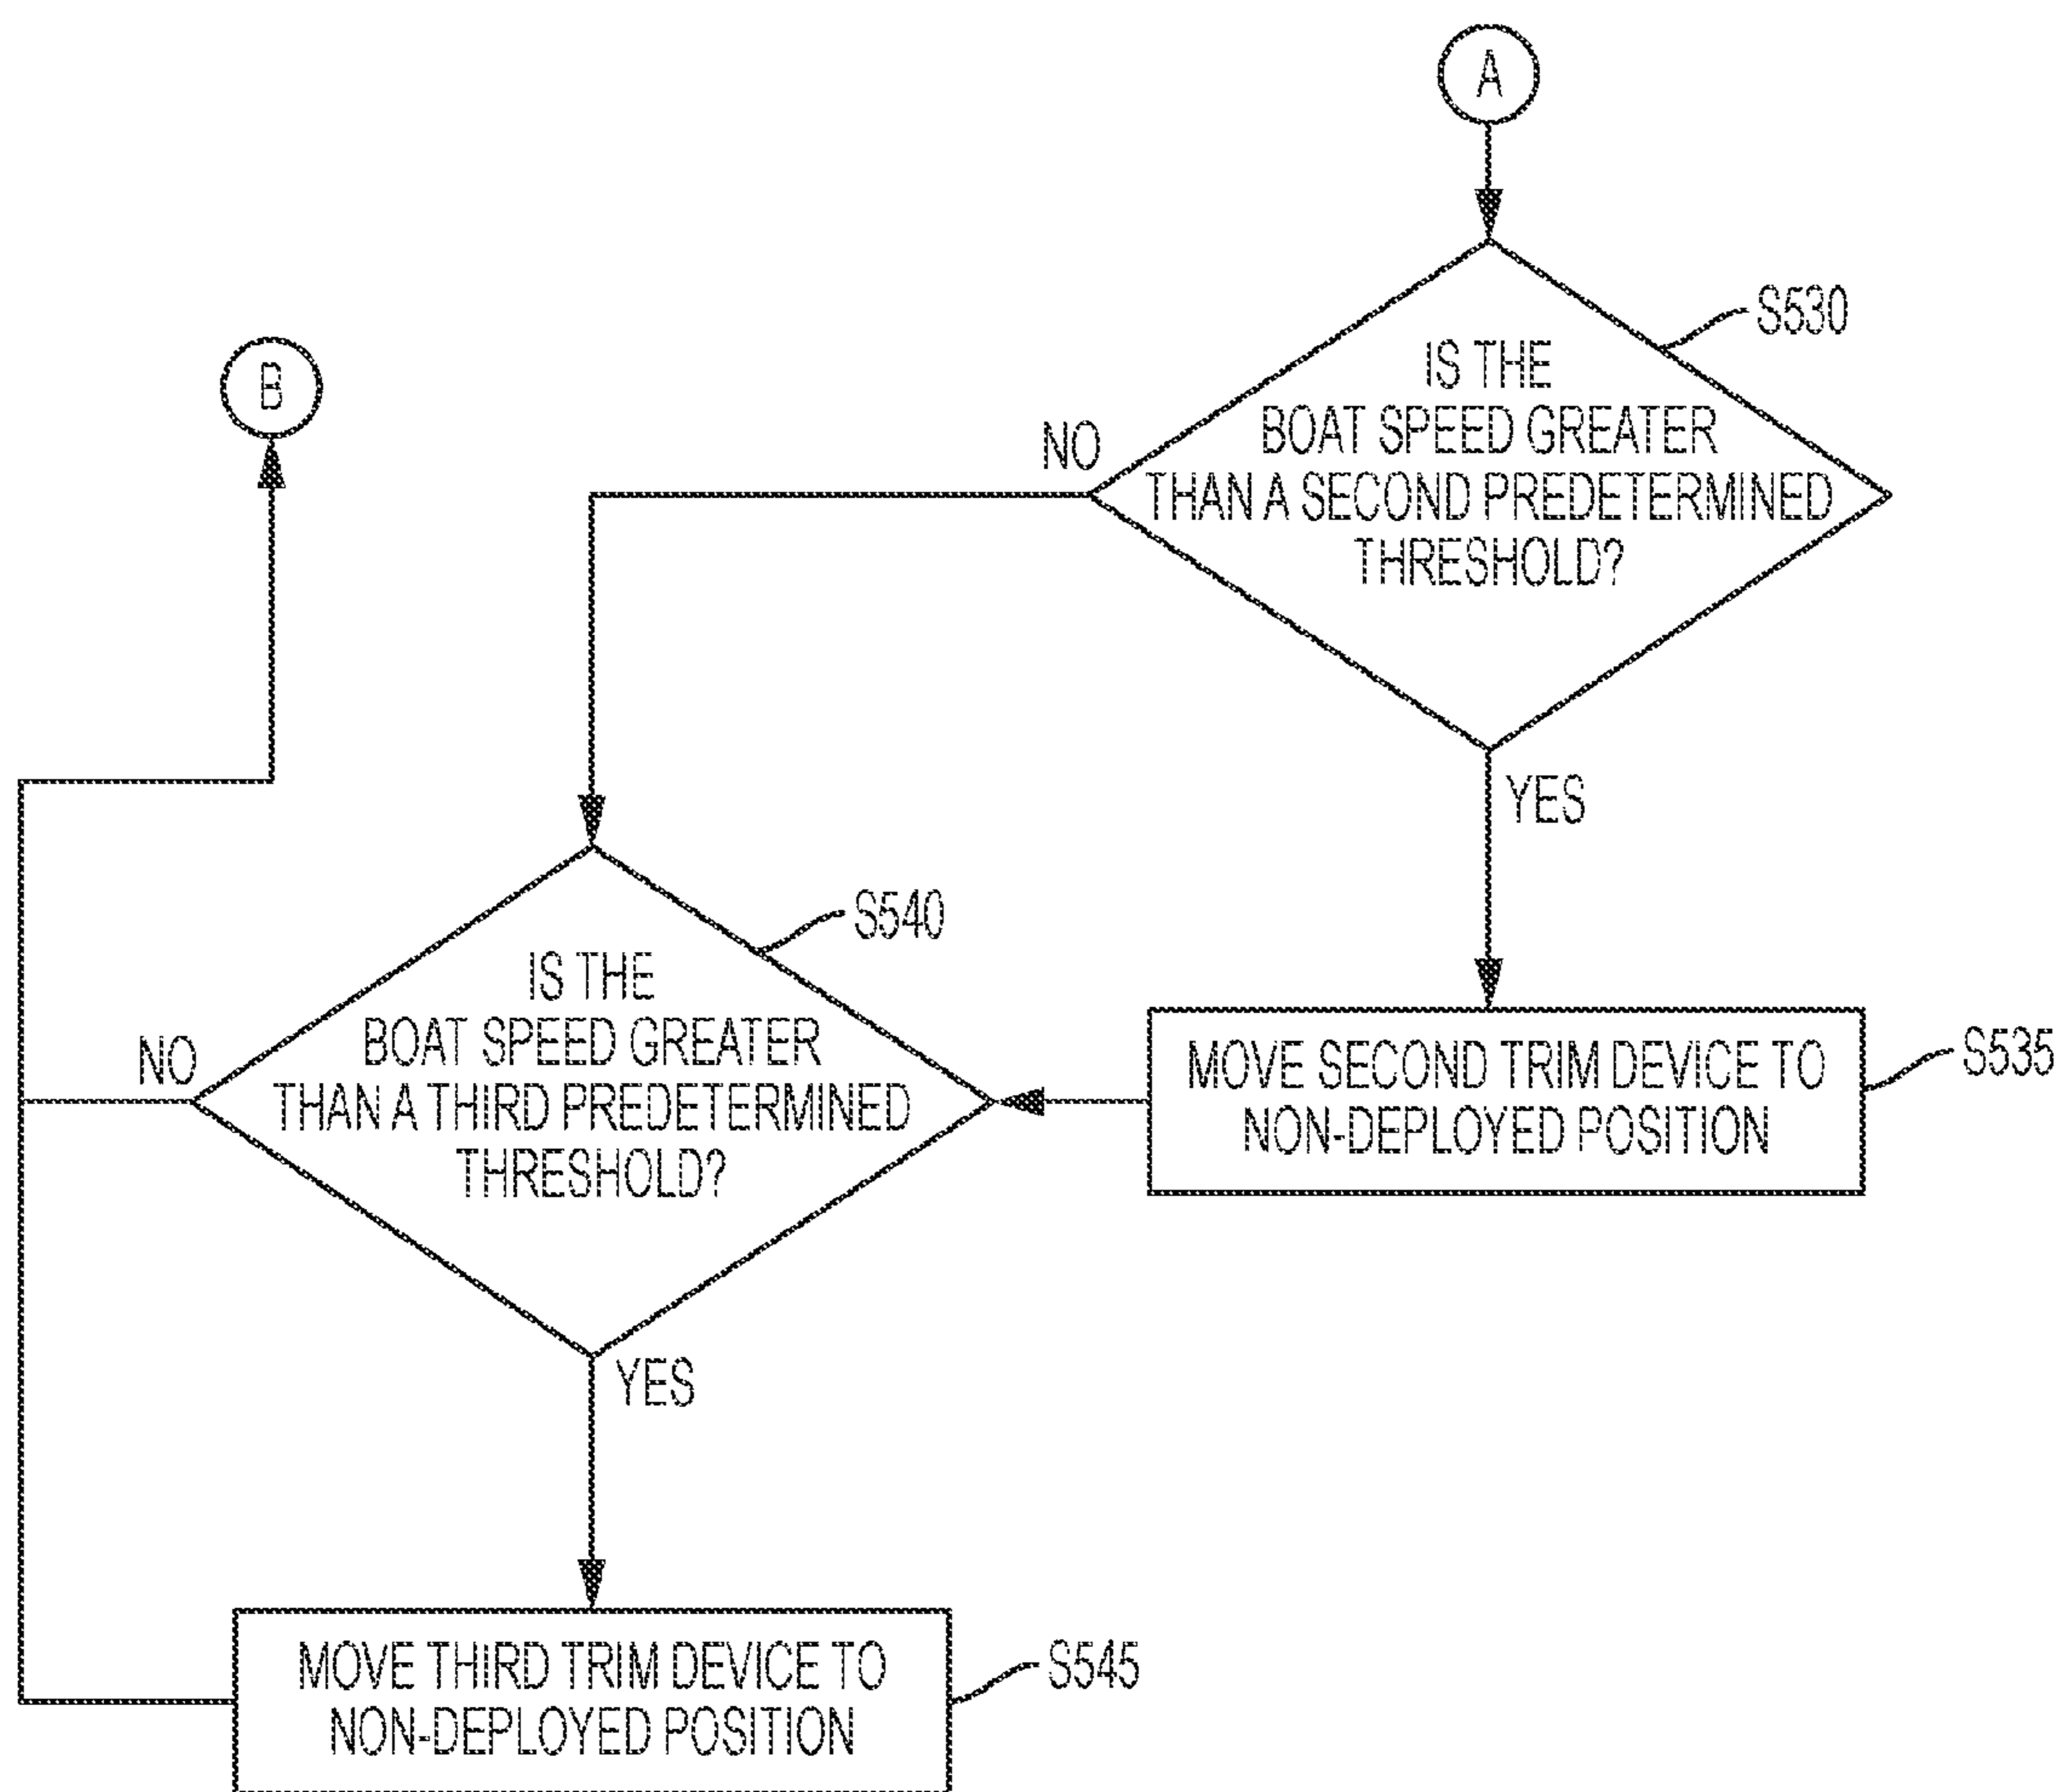 A
S530
IS THE
BOAT SPEED GREATER
THAN A SECOND PREDETERMINED
THRESHOLD?
NO
YES
B
S540
IS THE
BOAT SPEED GREATER
THAN A THIRD PREDETERMINED
THRESHOLD?
NO
YES
MOVE SECOND TRIM DEVICE TO
NON-DEPLOYED POSITION
S535
MOVE THIRD TRIM DEVICE TO
NON-DEPLOYED POSITION
S545